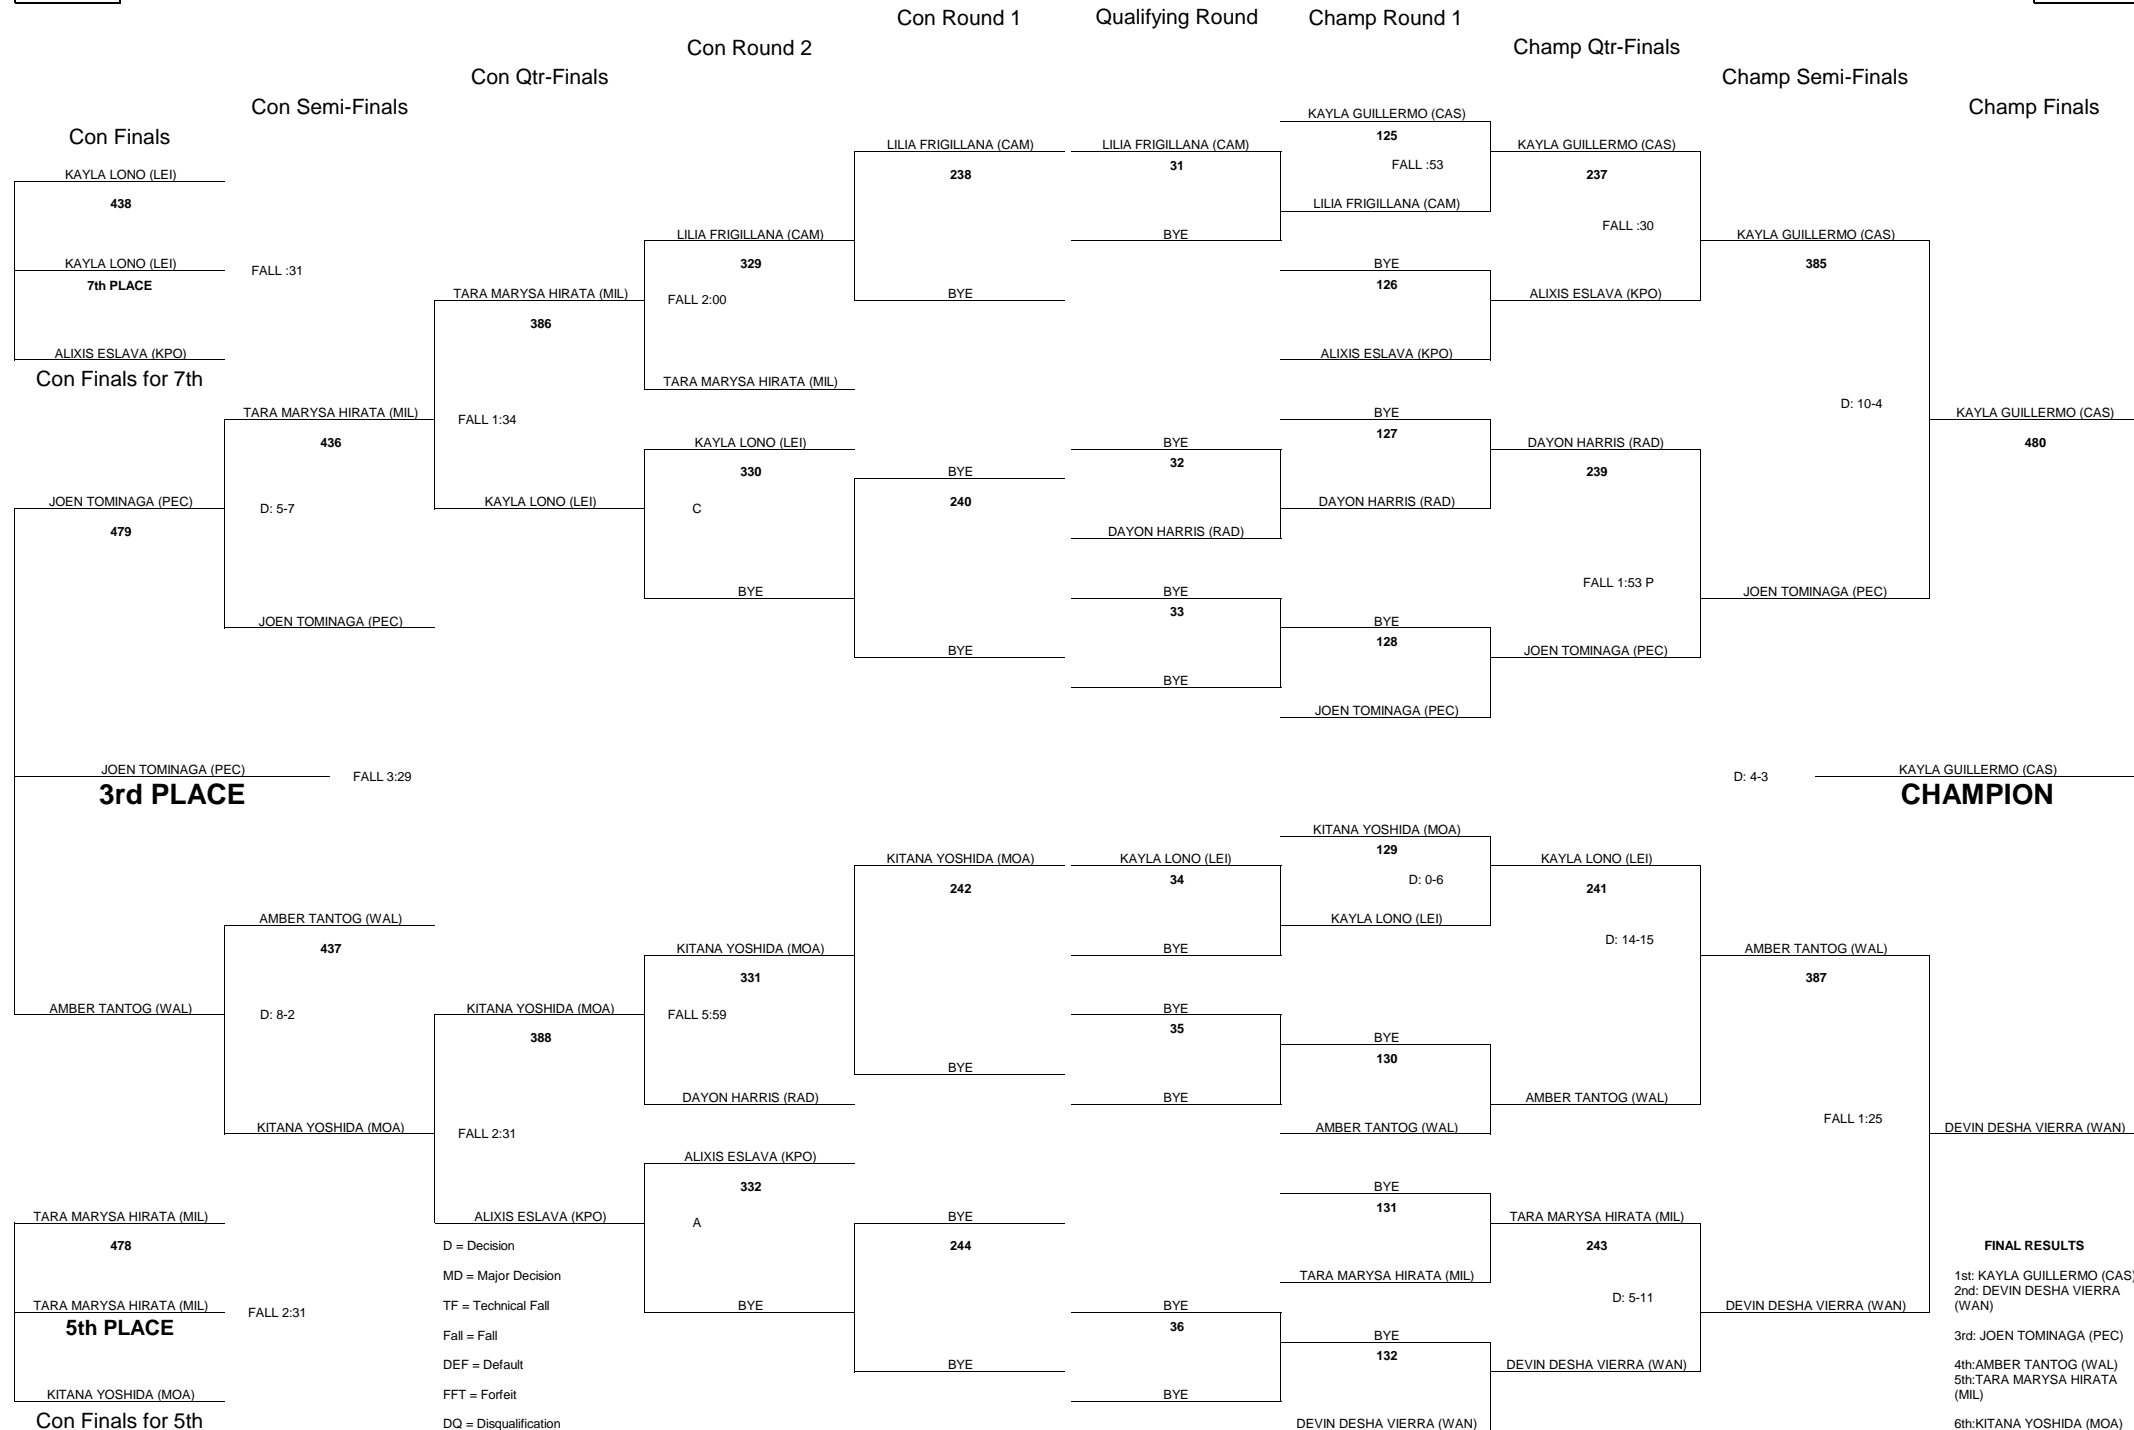 Con Round 1
Qualifying Round
Champ Round 1
Con Round 2
Champ Qtr-Finals
Con Qtr-Finals
Champ Semi-Finals
Con Semi-Finals
Champ Finals
Con Finals
KAYLA LONO (LEI)
438
KAYLA LONO (LEI)
7th PLACE
FALL :31
ALIXIS ESLAVA (KPO)
Con Finals for 7th
JOEN TOMINAGA (PEC)
479
JOEN TOMINAGA (PEC)
3rd PLACE
FALL 3:29
AMBER TANTOG (WAL)
TARA MARYSA HIRATA (MIL)
478
TARA MARYSA HIRATA (MIL)
5th PLACE
FALL 2:31
KITANA YOSHIDA (MOA)
Con Finals for 5th
TARA MARYSA HIRATA (MIL)
436
D: 5-7
JOEN TOMINAGA (PEC)
AMBER TANTOG (WAL)
437
D: 8-2
KITANA YOSHIDA (MOA)
TARA MARYSA HIRATA (MIL)
386
FALL 1:34
KAYLA LONO (LEI)
KITANA YOSHIDA (MOA)
388
FALL 2:31
ALIXIS ESLAVA (KPO)
D = Decision
MD = Major Decision
TF = Technical Fall
Fall = Fall
DEF = Default
FFT = Forfeit
DQ = Disqualification
LILIA FRIGILLANA (CAM)
329
FALL 2:00
TARA MARYSA HIRATA (MIL)
KAYLA LONO (LEI)
330
C
BYE
KITANA YOSHIDA (MOA)
331
FALL 5:59
DAYON HARRIS (RAD)
ALIXIS ESLAVA (KPO)
332
A
BYE
LILIA FRIGILLANA (CAM)
238
BYE
BYE
240
BYE
KITANA YOSHIDA (MOA)
242
BYE
BYE
244
BYE
LILIA FRIGILLANA (CAM)
31
BYE
BYE
32
DAYON HARRIS (RAD)
BYE
33
BYE
KAYLA LONO (LEI)
34
BYE
BYE
35
BYE
BYE
36
BYE
KAYLA GUILLERMO (CAS)
125
FALL :53
LILIA FRIGILLANA (CAM)
BYE
126
ALIXIS ESLAVA (KPO)
BYE
127
DAYON HARRIS (RAD)
BYE
128
JOEN TOMINAGA (PEC)
KITANA YOSHIDA (MOA)
129
D: 0-6
KAYLA LONO (LEI)
BYE
130
AMBER TANTOG (WAL)
BYE
131
TARA MARYSA HIRATA (MIL)
BYE
132
DEVIN DESHA VIERRA (WAN)
KAYLA GUILLERMO (CAS)
237
FALL :30
ALIXIS ESLAVA (KPO)
DAYON HARRIS (RAD)
239
FALL 1:53 P
JOEN TOMINAGA (PEC)
KAYLA LONO (LEI)
241
D: 14-15
AMBER TANTOG (WAL)
TARA MARYSA HIRATA (MIL)
243
D: 5-11
DEVIN DESHA VIERRA (WAN)
KAYLA GUILLERMO (CAS)
385
D: 10-4
JOEN TOMINAGA (PEC)
AMBER TANTOG (WAL)
387
FALL 1:25
DEVIN DESHA VIERRA (WAN)
KAYLA GUILLERMO (CAS)
480
D: 4-3
KAYLA GUILLERMO (CAS)
CHAMPION
DEVIN DESHA VIERRA (WAN)
FINAL RESULTS
1st: KAYLA GUILLERMO (CAS)
2nd: DEVIN DESHA VIERRA
(WAN)
3rd: JOEN TOMINAGA (PEC)
4th:AMBER TANTOG (WAL)
5th:TARA MARYSA HIRATA
(MIL)
6th:KITANA YOSHIDA (MOA)